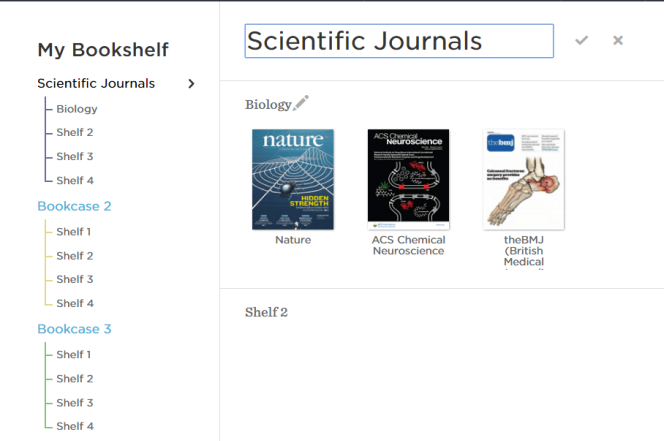 My Bookshelf
Scientific Journals
Biology
Shelf 2
Shelf 3
Shelf 4
Bookcase 2
Shelf 1
Shelf 2
Shelf 3
Shelf 4
Bookcase 3
Shelf 1
Shelf 2
Shelf 3
Shelf 4
Scientific Journals
Biology
nature
HIDDEN
STRENGTH
Nature
ACS Chemical
Neuroscience
ACS Chemical
Neuroscience
thebmj
theBMJ
(British
Medical
Shelf 2